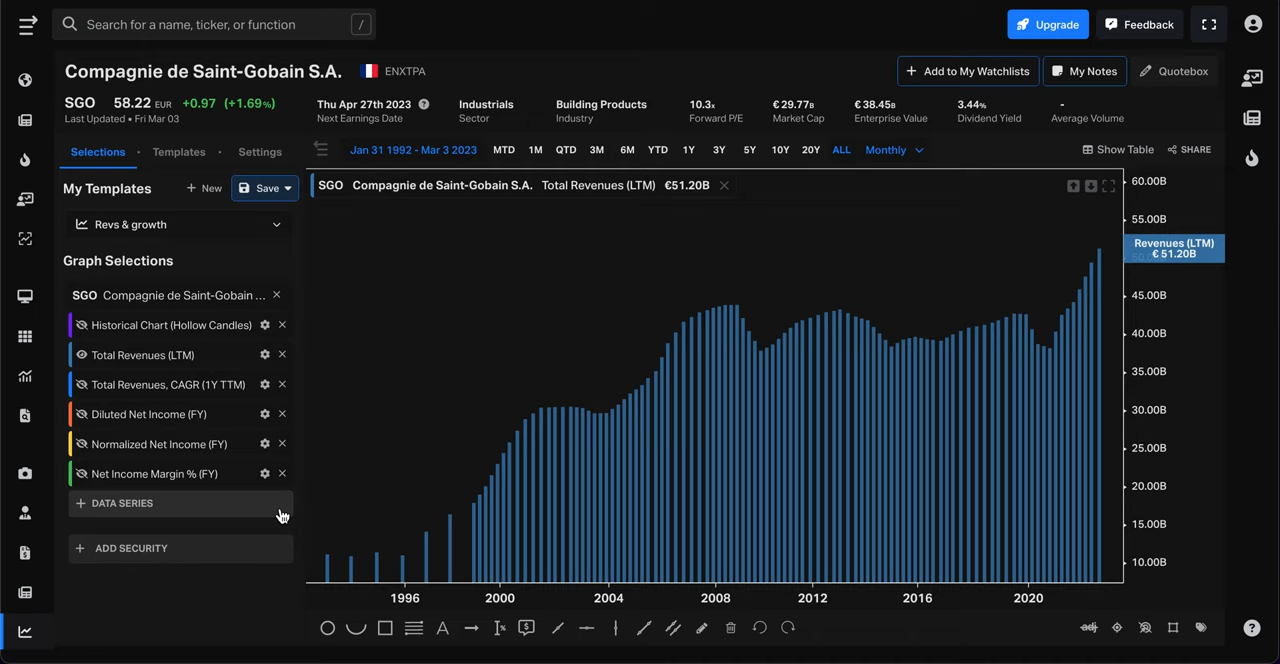 Search for a name, ticker, or function /
Upgrade
Feedback
Compagnie de Saint-Gobain S.A. ENXTPA
+ Add to My Watchlists
My Notes
Quotebox
SGO 58.22 EUR +0.97 (+1.69%)
Last Updated • Fri Mar 03
Thu Apr 27th 2023 ?
Next Earnings Date
Industrials
Sector
Building Products
Industry
10.3x
Forward P/E
€29.77B
Market Cap
€38.45B
Enterprise Value
3.44%
Dividend Yield
-
Average Volume
Selections • Templates • Settings
Jan 31 1992 - Mar 3 2023 MTD 1M QTD 3M 6M YTD 1Y 3Y 5Y 10Y 20Y ALL Monthly
Show Table
SHARE
My Templates
+ New
Save
Revs & growth
Graph Selections
SGO Compagnie de Saint-Gobain ...
Historical Chart (Hollow Candles)
Total Revenues (LTM)
Total Revenues, CAGR (1Y TTM)
Diluted Net Income (FY)
Normalized Net Income (FY)
Net Income Margin % (FY)
+ DATA SERIES
+ ADD SECURITY
SGO Compagnie de Saint-Gobain S.A. Total Revenues (LTM) €51.20B
60.00B
55.00B
Revenues (LTM)
€51.20B
45.00B
40.00B
35.00B
30.00B
25.00B
20.00B
15.00B
10.00B
1996 2000 2004 2008 2012 2016 2020
A
adj
?